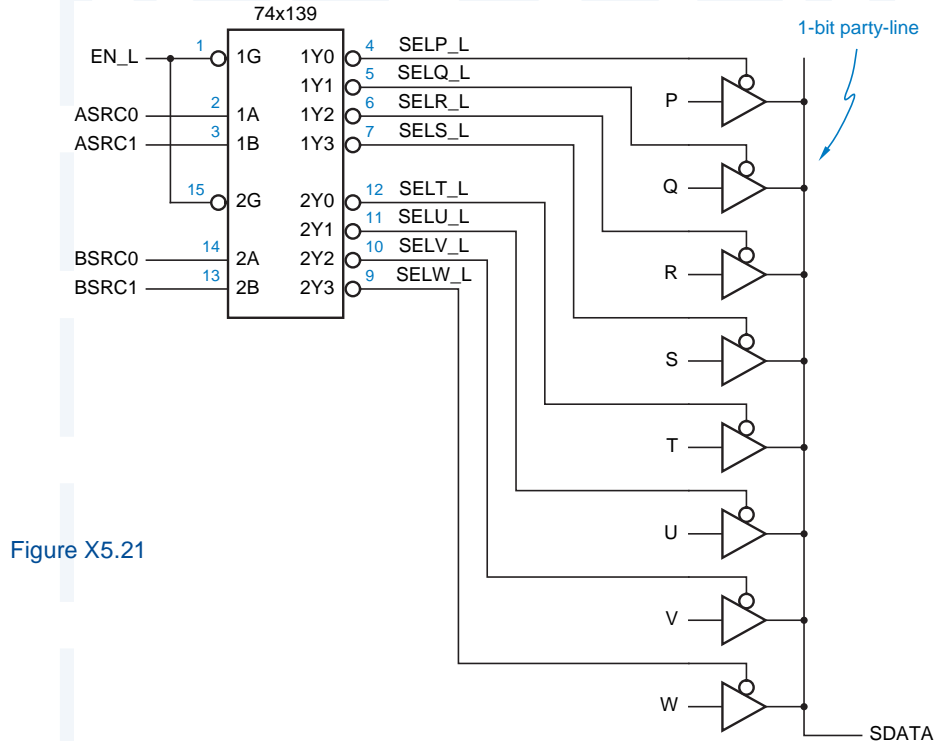 74x139
1-bit party-line
EN_L 1 1G 1Y0 4 SELP_L
1Y1 5 SELQ_L
ASRC0 2 1A 1Y2 6 SELR_L
ASRC1 3 1B 1Y3 7 SELS_L
15 2G 2Y0 12 SELT_L
2Y1 11 SELU_L
BSRC0 14 2A 2Y2 10 SELV_L
BSRC1 13 2B 2Y3 9 SELW_L
P
Q
R
S
T
U
V
W
Figure X5.21
SDATA